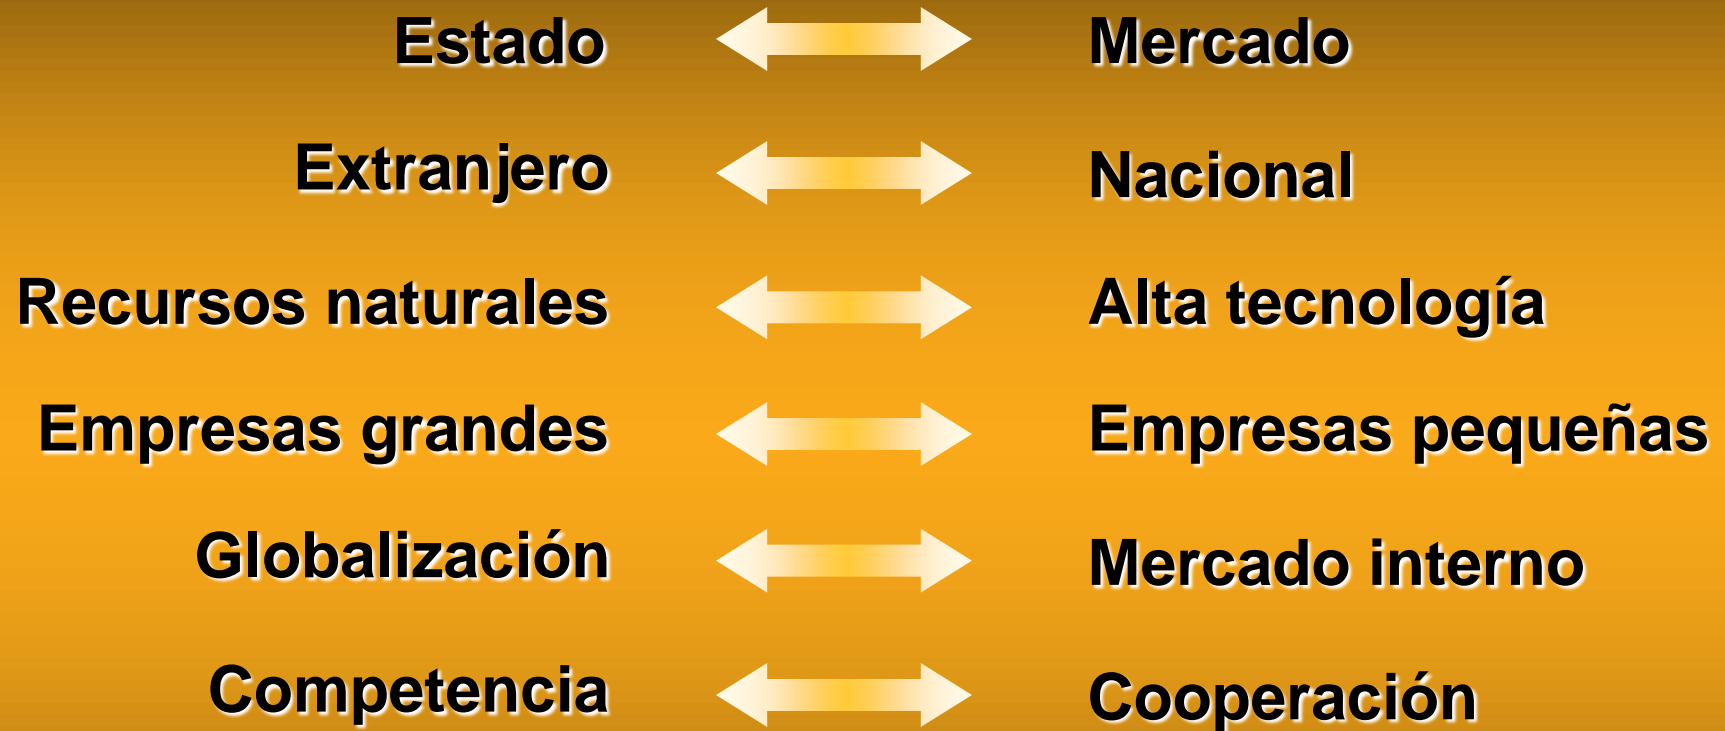 Estado Mercado
Extranjero Nacional
Recursos naturales Alta tecnología
Empresas grandes Empresas pequeñas
Globalización Mercado interno
Competencia Cooperación